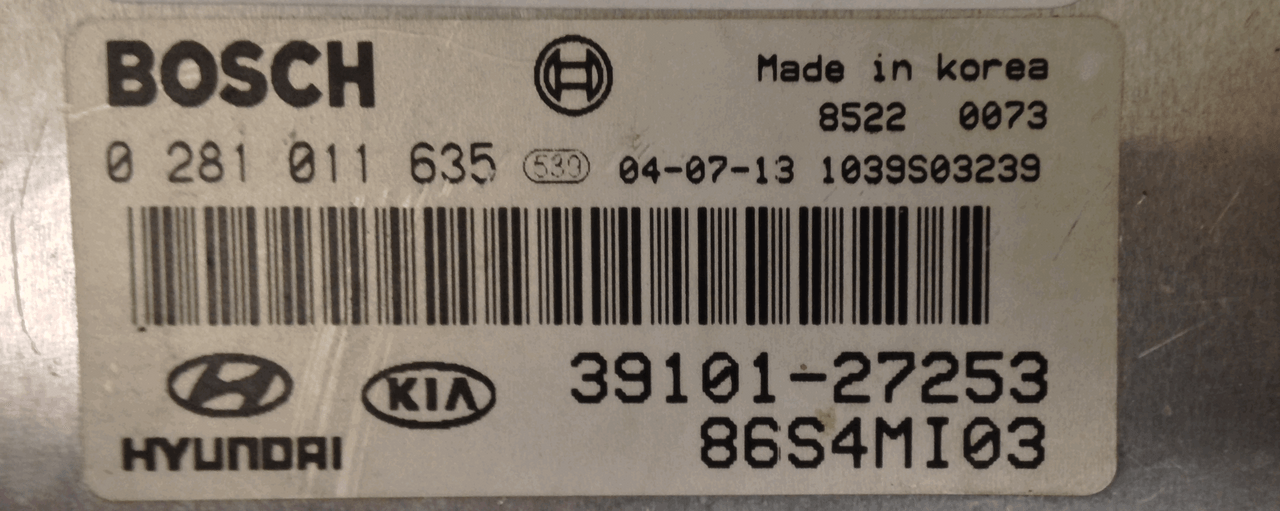 BOSCH
Made in korea
8522 0073
0 281 011 635 539 04-07-13 1039S03239
39101-27253
KIA
HYUNDAI
86S4MI03